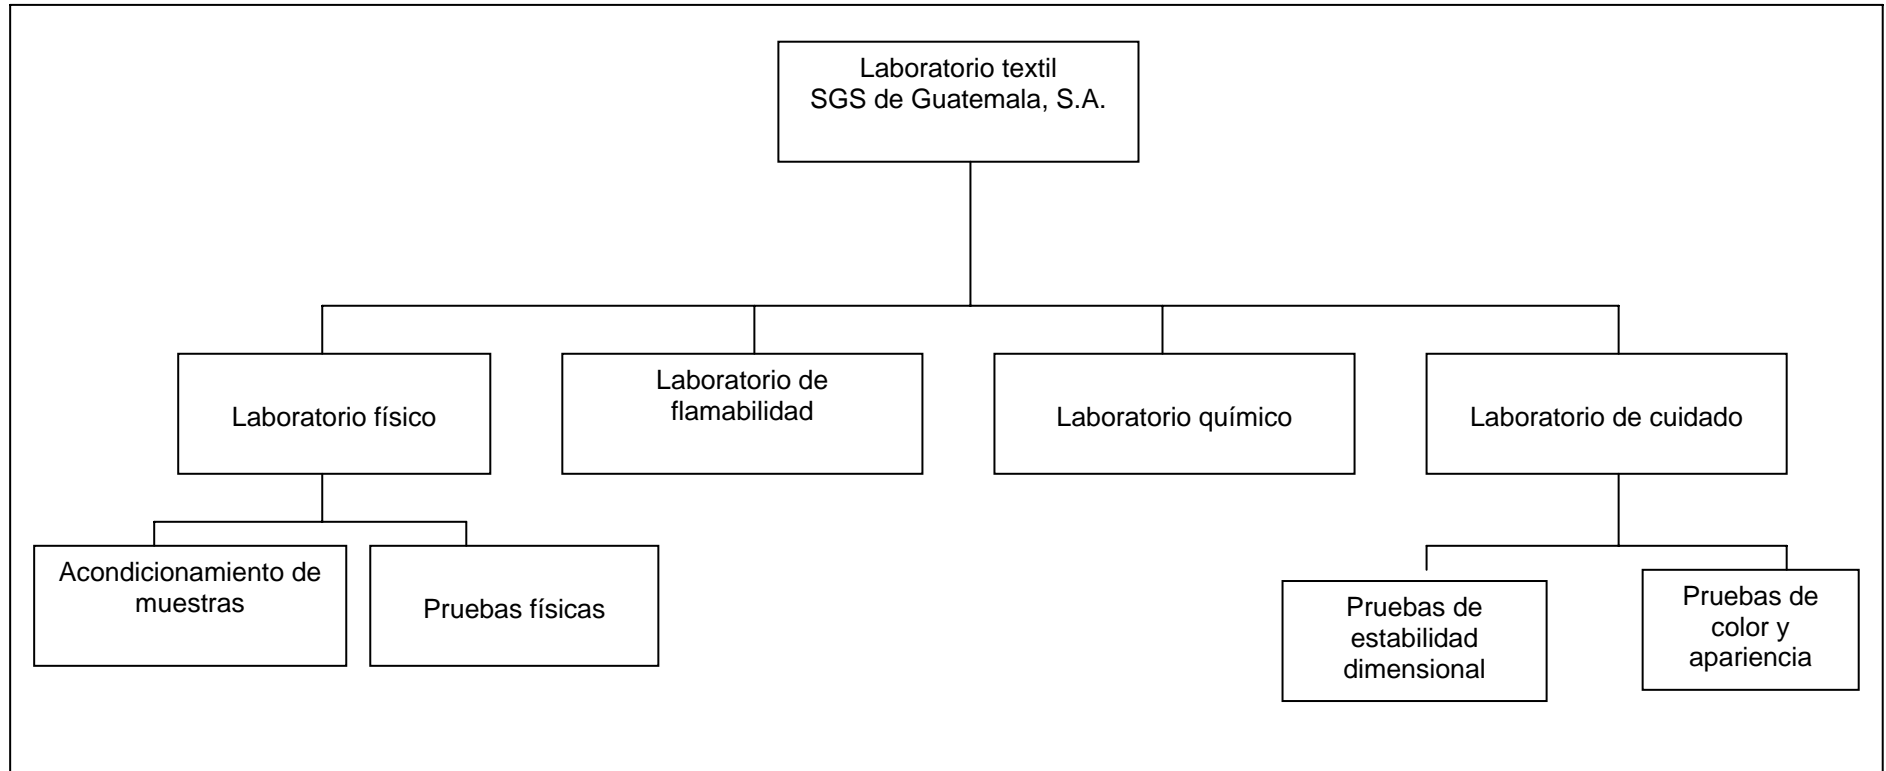 Laboratorio textil
SGS de Guatemala, S.A.
Laboratorio físico
Laboratorio de
flamabilidad
Laboratorio químico
Laboratorio de cuidado
Acondicionamiento de
muestras
Pruebas físicas
Pruebas de
estabilidad
dimensional
Pruebas de
color y
apariencia